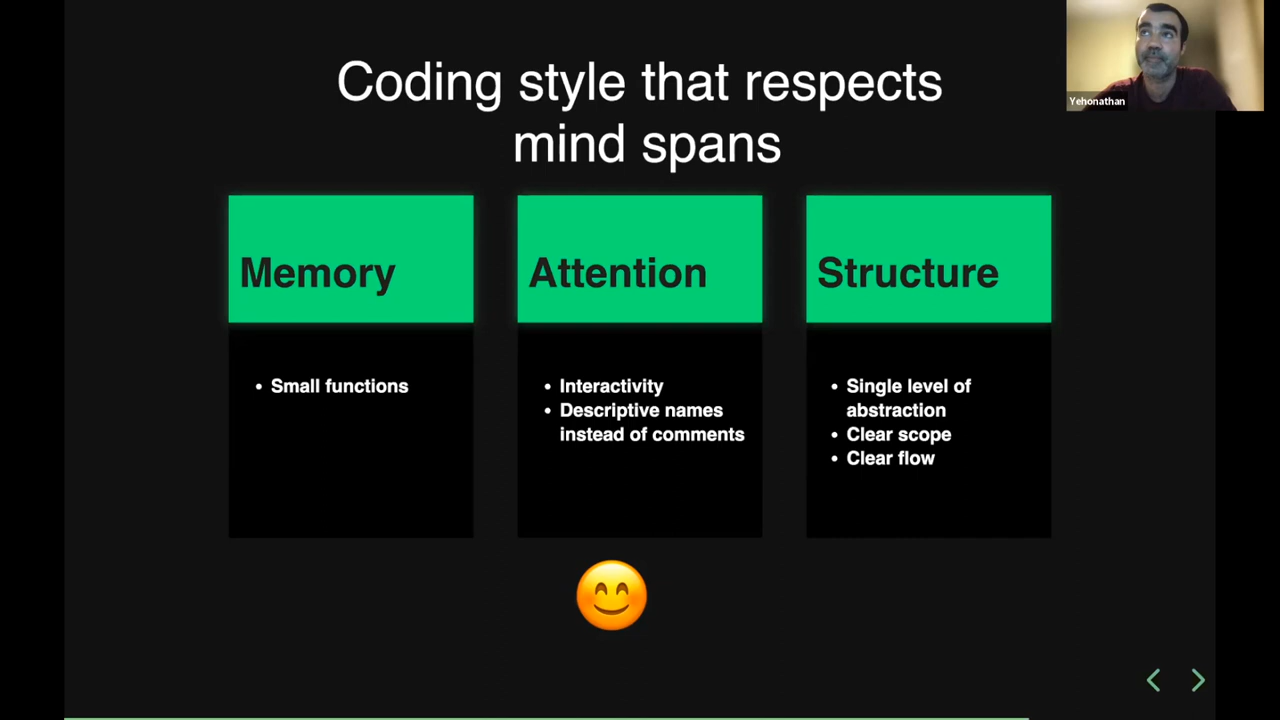 Coding style that respects
mind spans
Yehonathan
Memory
• Small functions
Attention
• Interactivity
• Descriptive names
instead of comments
Structure
• Single level of
abstraction
• Clear scope
• Clear flow